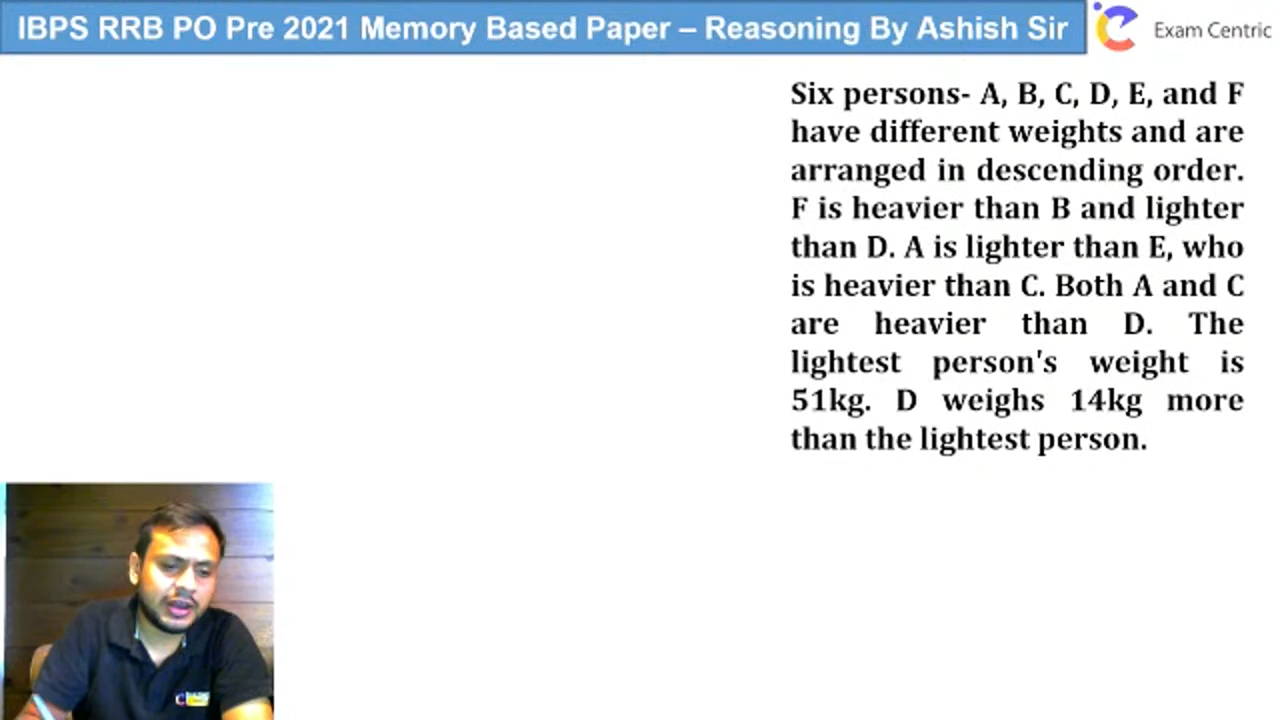 IBPS RRB PO Pre 2021 Memory Based Paper – Reasoning By Ashish Sir
Exam Centric
Six persons- A, B, C, D, E, and F
have different weights and are
arranged in descending order.
F is heavier than B and lighter
than D. A is lighter than E, who
is heavier than C. Both A and C
are heavier than D. The
lightest person's weight is
51kg. D weighs 14kg more
than the lightest person.